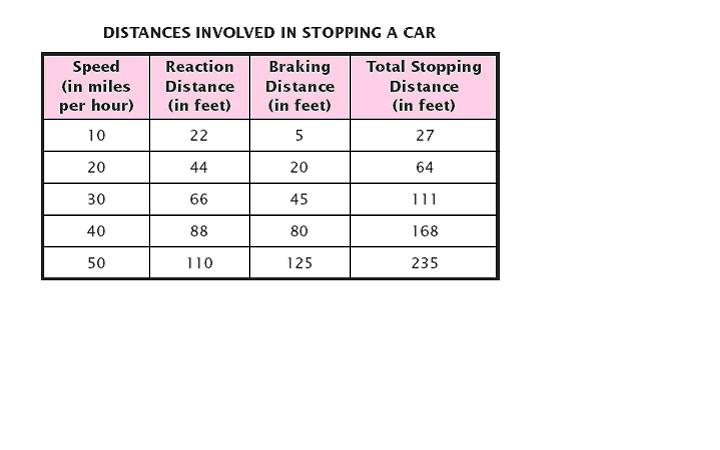 DISTANCES INVOLVED IN STOPPING A CAR
Speed (in miles per hour) Reaction Distance (in feet) Braking Distance (in feet) Total Stopping Distance (in feet)
10 22 5 27
20 44 20 64
30 66 45 111
40 88 80 168
50 110 125 235